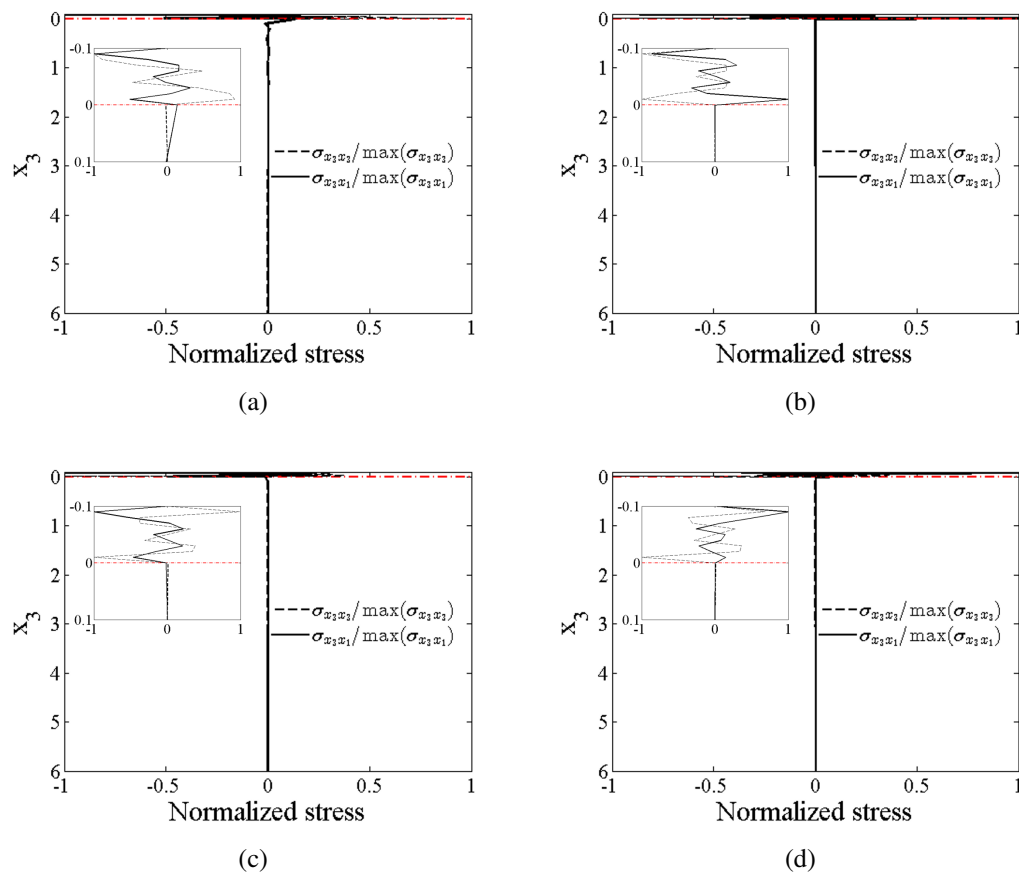 0
1
2
3
4
5
6
x₃
-0.1
0
0.1
-1 0 1
σₓ₃ₓ₃/max(σₓ₃ₓ₃)
σₓ₃ₓ₁/max(σₓ₃ₓ₁)
-1 -0.5 0 0.5 1
Normalized stress
(a)
0
1
2
3
4
5
6
x₃
-0.1
0
0.1
-1 0 1
σₓ₃ₓ₃/max(σₓ₃ₓ₃)
σₓ₃ₓ₁/max(σₓ₃ₓ₁)
-1 -0.5 0 0.5 1
Normalized stress
(b)
0
1
2
3
4
5
6
x₃
-0.1
0
0.1
-1 0 1
σₓ₃ₓ₃/max(σₓ₃ₓ₃)
σₓ₃ₓ₁/max(σₓ₃ₓ₁)
-1 -0.5 0 0.5 1
Normalized stress
(c)
0
1
2
3
4
5
6
x₃
-0.1
0
0.1
-1 0 1
σₓ₃ₓ₃/max(σₓ₃ₓ₃)
σₓ₃ₓ₁/max(σₓ₃ₓ₁)
-1 -0.5 0 0.5 1
Normalized stress
(d)